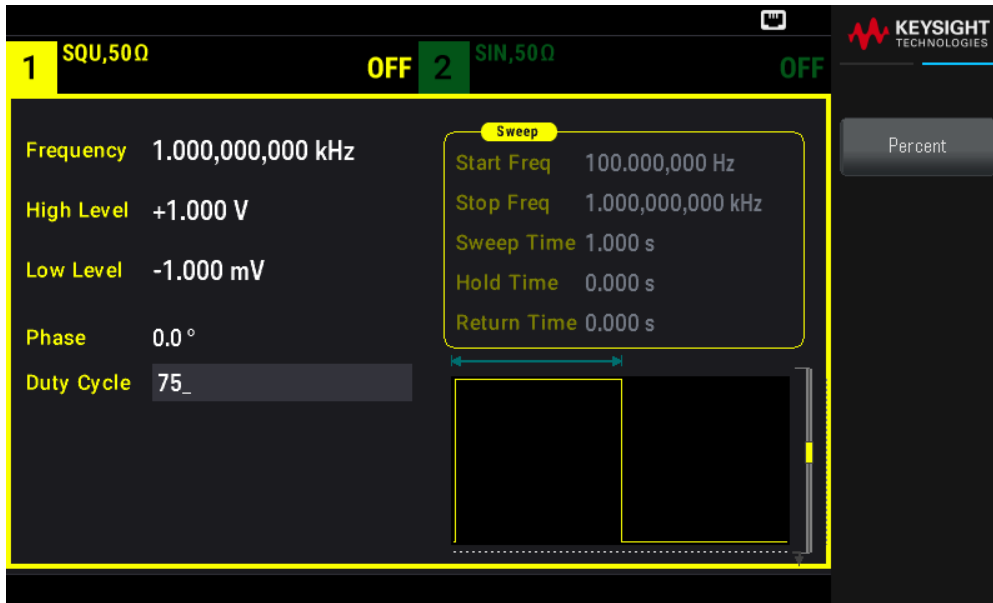 KEYSIGHT
TECHNOLOGIES
1 SQU,50Ω OFF
2 SIN,50Ω OFF
Frequency 1.000,000,000 kHz
High Level +1.000 V
Low Level -1.000 mV
Phase 0.0 °
Duty Cycle 75_
Sweep
Start Freq 100.000,000 Hz
Stop Freq 1.000,000,000 kHz
Sweep Time 1.000 s
Hold Time 0.000 s
Return Time 0.000 s
Percent